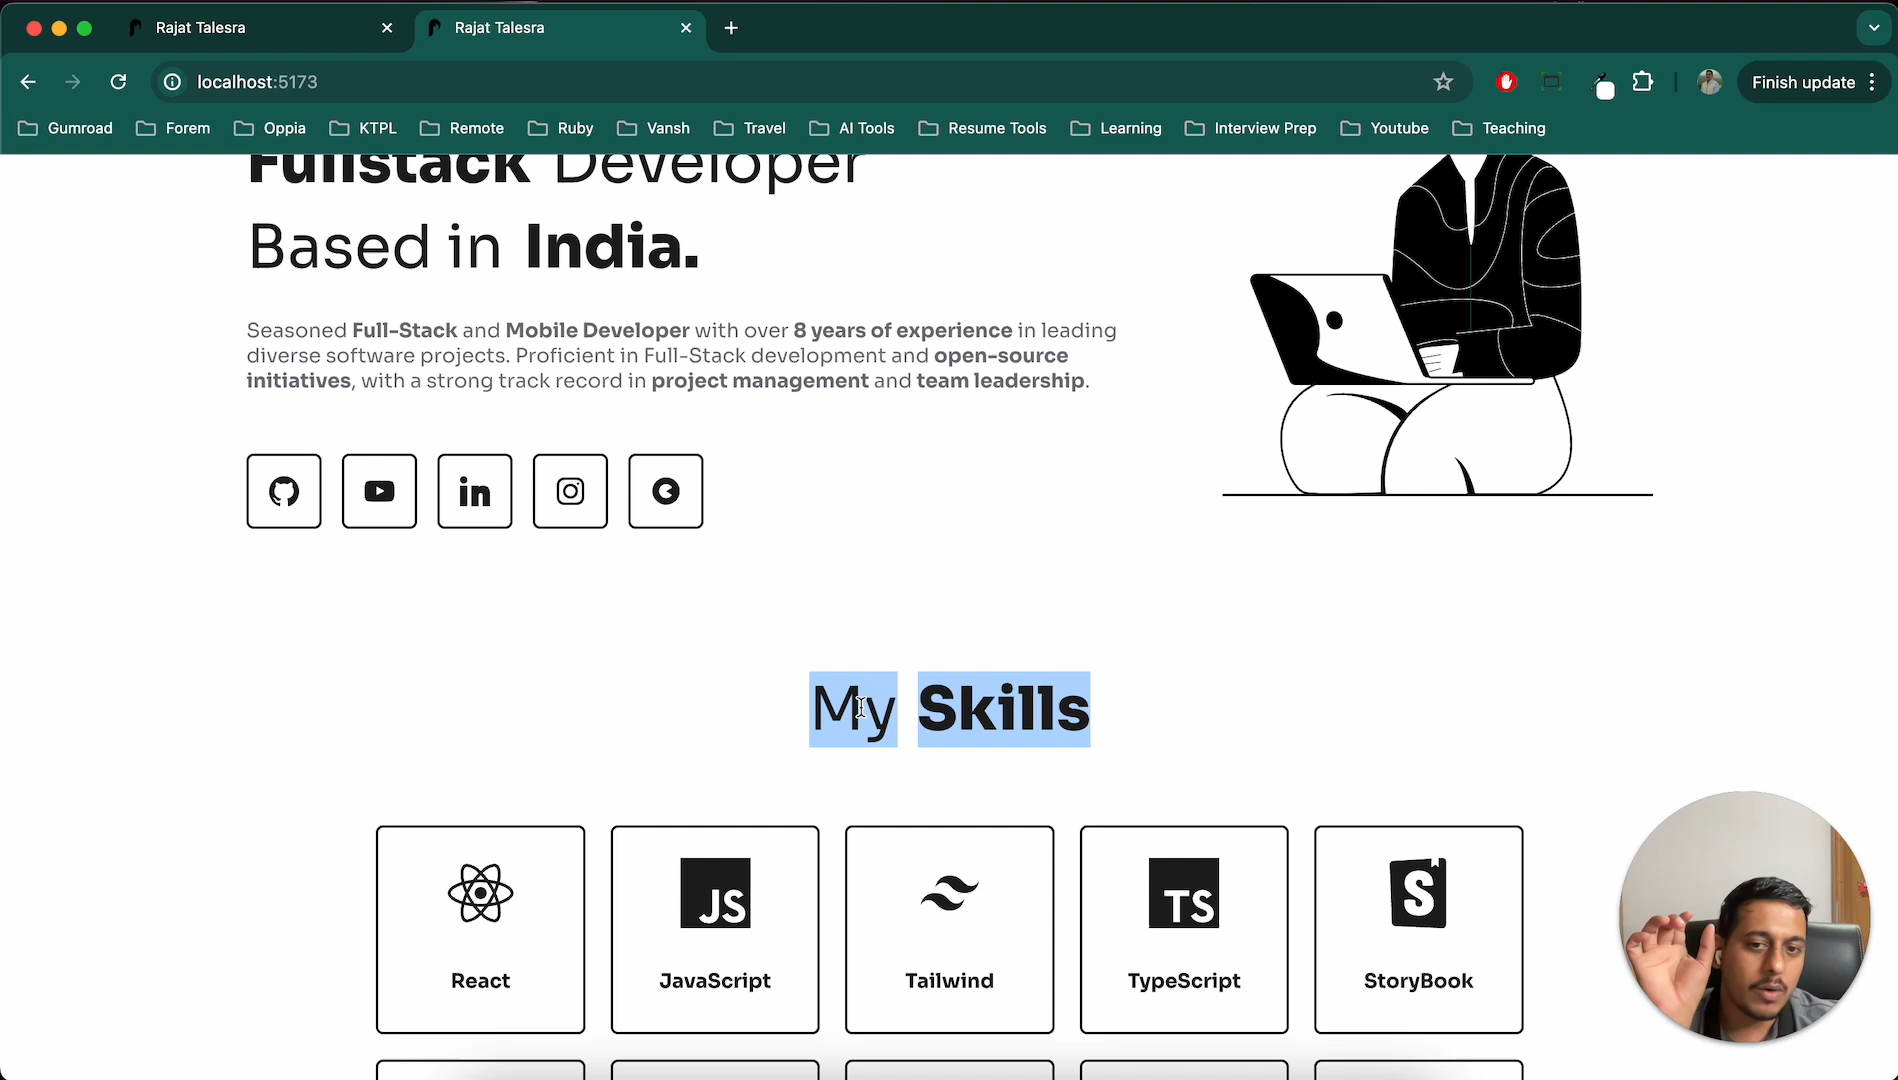 Rajat Talesra
Rajat Talesra
localhost:5173
Finish update
Gumroad Forem Oppia KTPL Remote Ruby Vansh Travel AI Tools Resume Tools Learning Interview Prep Youtube Teaching
Fullstack Developer
Based in India.
Seasoned Full-Stack and Mobile Developer with over 8 years of experience in leading
diverse software projects. Proficient in Full-Stack development and open-source
initiatives, with a strong track record in project management and team leadership.
in
My Skills
JS
TS
S
React
JavaScript
Tailwind
TypeScript
StoryBook